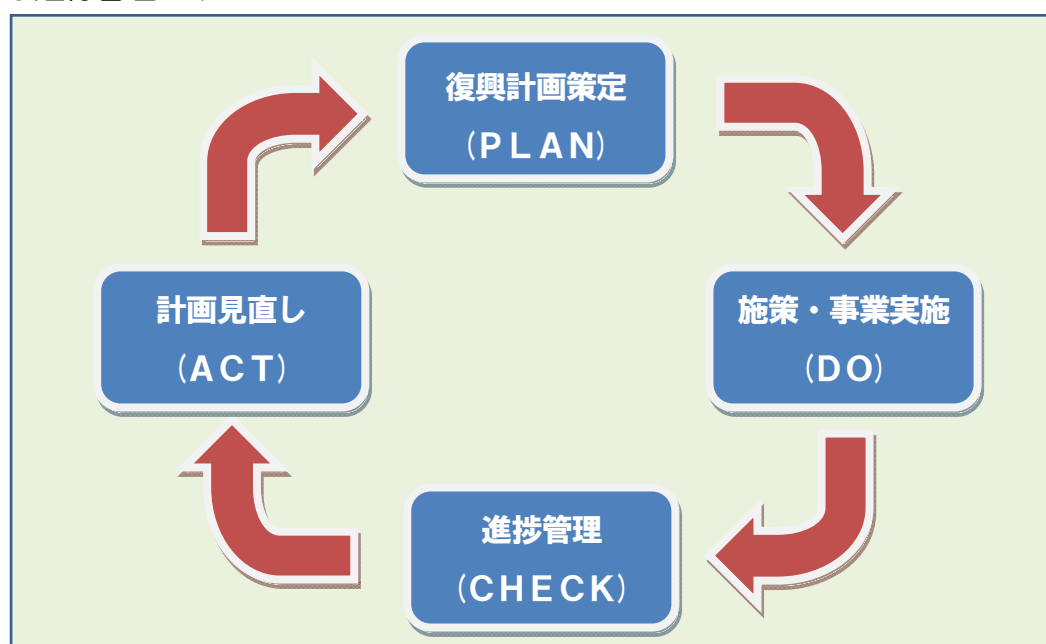 復興計画策定
(ＰＬＡＮ)
施策・事業実施
(ＤＯ)
進捗管理
(ＣＨＥＣＫ)
計画見直し
(ＡＣＴ)